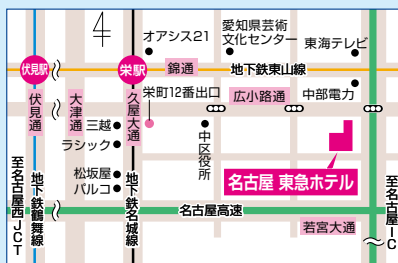 オアシス21
愛知県芸術
文化センター
東海テレビ
伏見駅
栄駅
錦通
地下鉄東山線
栄町12番出口
広小路通
中部電力
伏見通
大津通
久屋大通
三越
ラシック
中区役所
松坂屋
パルコ
名古屋 東急ホテル
至名古屋西JCT
地下鉄鶴舞線
地下鉄名城線
名古屋高速
若宮大通
至名古屋IC